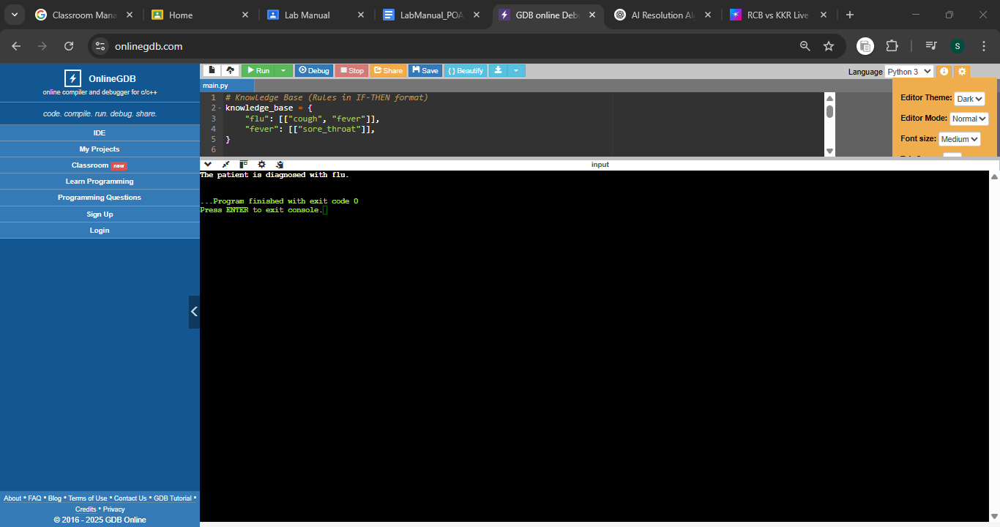 Classroom Mana
Home
Lab Manual
LabManual_POA
GDB online Deb
AI Resolution Al
RCB vs KKR Live
onlinegdb.com
S
OnlineGDB
online compiler and debugger for c/c++
code. compile. run. debug. share.
IDE
My Projects
Classroom new
Learn Programming
Programming Questions
Sign Up
Login
About • FAQ • Blog • Terms of Use • Contact Us • GDB Tutorial •
Credits • Privacy
© 2016 - 2025 GDB Online
Run Debug Stop Share Save { } Beautify
Language Python 3
main.py
1 # Knowledge Base (Rules in IF-THEN format)
2 knowledge_base = {
3 "flu": [["cough", "fever"]],
4 "fever": [["sore_throat"]],
5 }
6
Editor Theme: Dark
Editor Mode: Normal
Font size: Medium
input
The patient is diagnosed with flu.
...Program finished with exit code 0
Press ENTER to exit console.